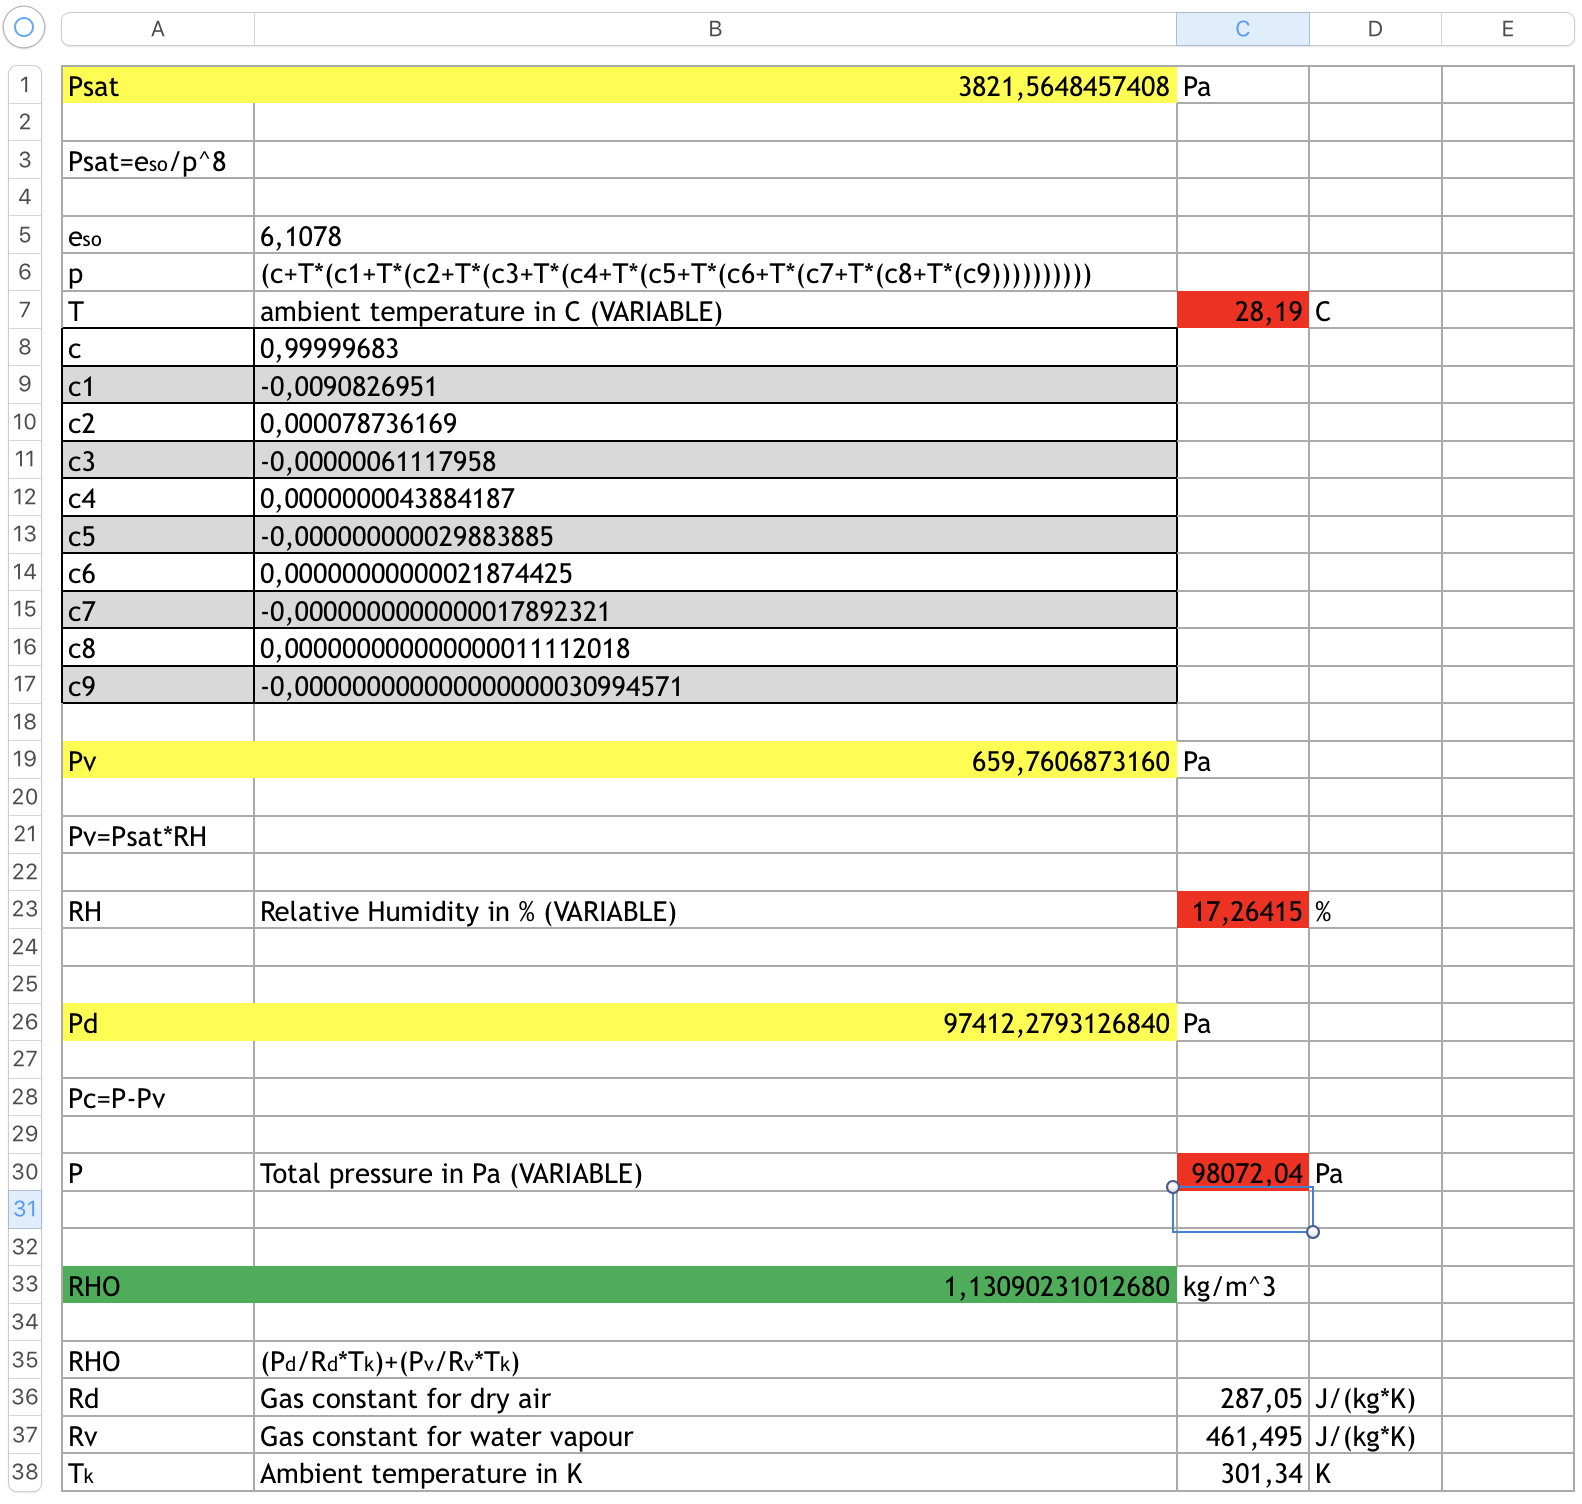 A B C D E
1 Psat 3821,5648457408 Pa
2
3 Psat=eso/p^8
4
5 eso 6,1078
6 p (c+T*(c1+T*(c2+T*(c3+T*(c4+T*(c5+T*(c6+T*(c7+T*(c8+T*(c9))))))))))
7 T ambient temperature in C (VARIABLE) 28,19 C
8 c 0,99999683
9 c1 -0,0090826951
10 c2 0,000078736169
11 c3 -0,00000061117958
12 c4 0,0000000043884187
13 c5 -0,000000000029883885
14 c6 0,00000000000021874425
15 c7 -0,0000000000000017892321
16 c8 0,000000000000000011112018
17 c9 -0,000000000000000000030994571
18
19 Pv 659,7606873160 Pa
20
21 Pv=Psat*RH
22
23 RH Relative Humidity in % (VARIABLE) 17,26415 %
24
25
26 Pd 97412,2793126840 Pa
27
28 Pc=P-Pv
29
30 P Total pressure in Pa (VARIABLE) 98072,04 Pa
31
32
33 RHO 1,13090231012680 kg/m^3
34
35 RHO (Pd/Rd*Tk)+(Pv/Rv*Tk)
36 Rd Gas constant for dry air 287,05 J/(kg*K)
37 Rv Gas constant for water vapour 461,495 J/(kg*K)
38 Tk Ambient temperature in K 301,34 K